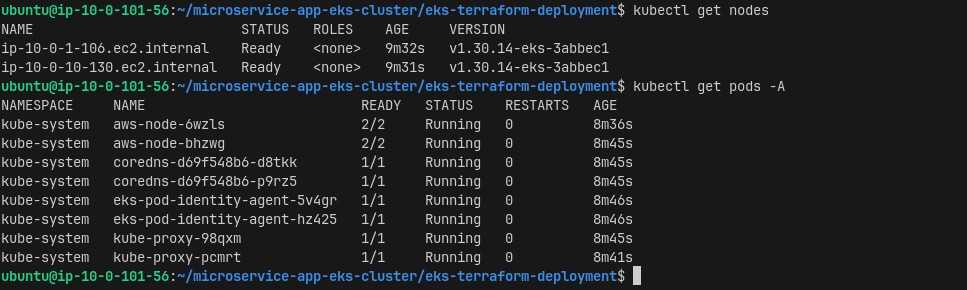 ubuntu@ip-10-0-101-56:~/microservice-app-eks-cluster/eks-terraform-deployment$ kubectl get nodes
NAME                          STATUS   ROLES    AGE     VERSION
ip-10-0-1-106.ec2.internal    Ready    <none>   9m32s   v1.30.14-eks-3abbec1
ip-10-0-10-130.ec2.internal   Ready    <none>   9m31s   v1.30.14-eks-3abbec1
ubuntu@ip-10-0-101-56:~/microservice-app-eks-cluster/eks-terraform-deployment$ kubectl get pods -A
NAMESPACE     NAME                           READY   STATUS    RESTARTS   AGE
kube-system   aws-node-6wzls                 2/2     Running   0          8m36s
kube-system   aws-node-bhzwg                 2/2     Running   0          8m45s
kube-system   coredns-d69f548b6-d8tkk        1/1     Running   0          8m45s
kube-system   coredns-d69f548b6-p9rz5        1/1     Running   0          8m45s
kube-system   eks-pod-identity-agent-5v4gr   1/1     Running   0          8m46s
kube-system   eks-pod-identity-agent-hz425   1/1     Running   0          8m46s
kube-system   kube-proxy-98qxm               1/1     Running   0          8m45s
kube-system   kube-proxy-pcmrt               1/1     Running   0          8m41s
ubuntu@ip-10-0-101-56:~/microservice-app-eks-cluster/eks-terraform-deployment$